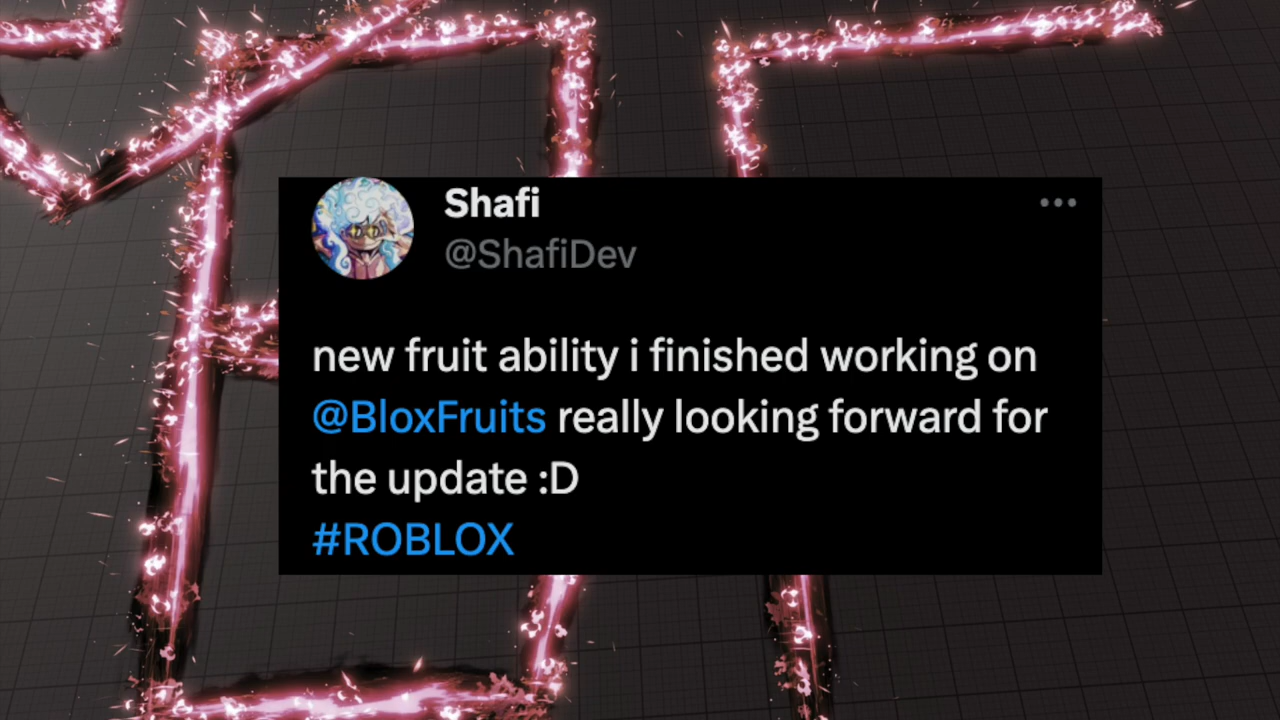 Shafi
@ShafiDev
new fruit ability i finished working on
@BloxFruits really looking forward for
the update :D
#ROBLOX